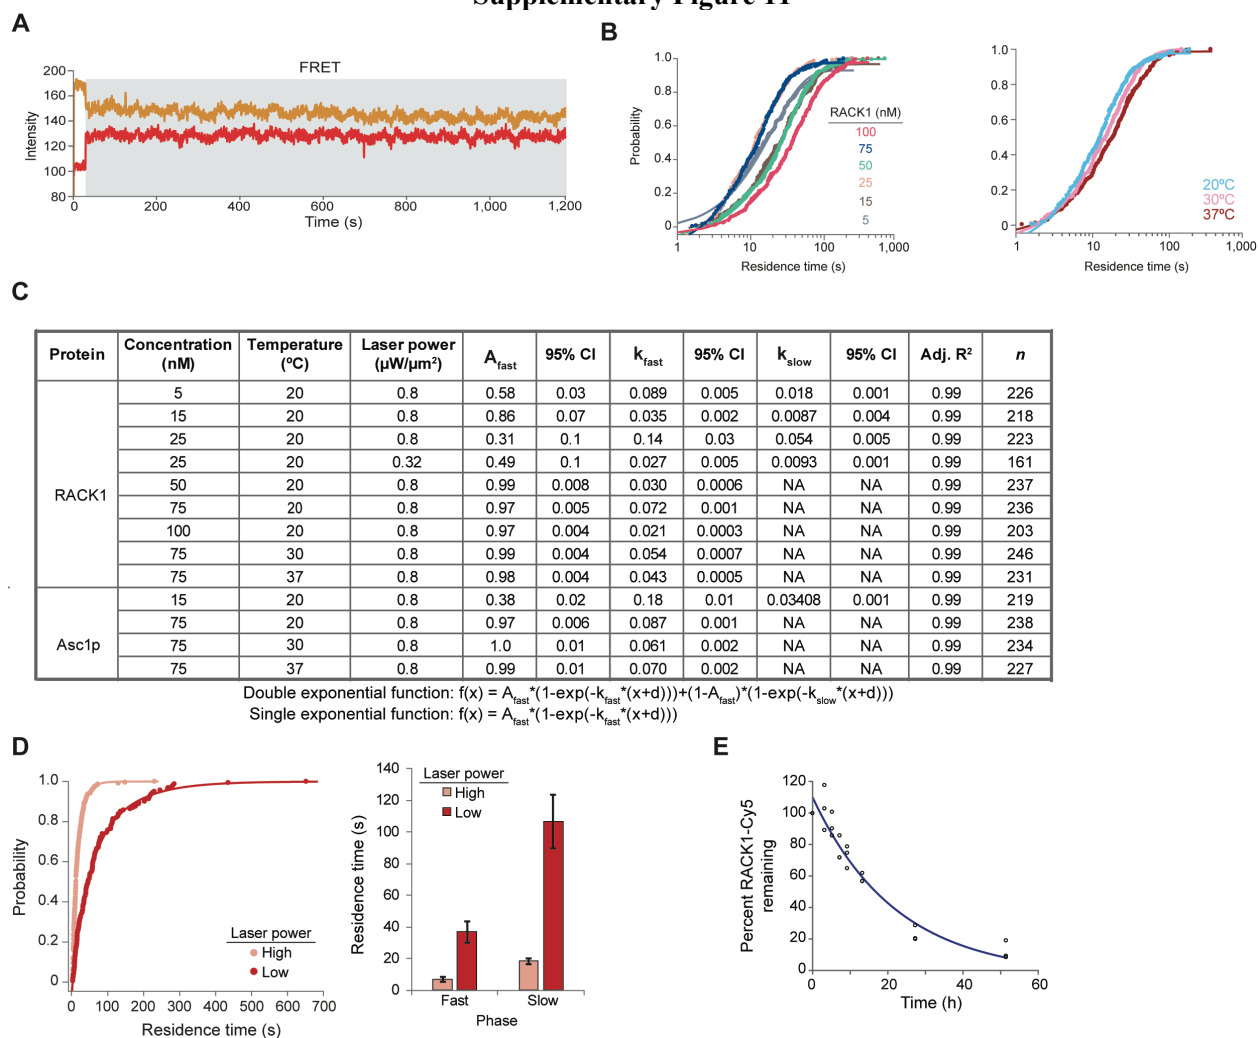 Supplementary Figure 11
A
FRET
Intensity
200
160
140
120
100
80
0 200 400 600 800 1,000 1,200
Time (s)
B
Probability
1.0
0.8
0.6
0.4
0.2
0
1 10 100 1,000
Residence time (s)
RACK1 (nM)
100
75
50
25
15
5
1.0
0.8
0.6
0.4
0.2
0
1 10 100 1,000
Residence time (s)
20ºC
30ºC
37ºC
C
Protein Concentration (nM) Temperature (ºC) Laser power (µW/µm²) Afast 95% CI kfast 95% CI kslow 95% CI Adj. R² n
RACK1
5 20 0.8 0.58 0.03 0.089 0.005 0.018 0.001 0.99 226
15 20 0.8 0.86 0.07 0.035 0.002 0.0087 0.004 0.99 218
25 20 0.8 0.31 0.1 0.14 0.03 0.054 0.005 0.99 223
25 20 0.32 0.49 0.1 0.027 0.005 0.0093 0.001 0.99 161
50 20 0.8 0.99 0.008 0.030 0.0006 NA NA 0.99 237
75 20 0.8 0.97 0.005 0.072 0.001 NA NA 0.99 236
100 20 0.8 0.97 0.004 0.021 0.0003 NA NA 0.99 203
75 30 0.8 0.99 0.004 0.054 0.0007 NA NA 0.99 246
75 37 0.8 0.98 0.004 0.043 0.0005 NA NA 0.99 231
Asc1p
15 20 0.8 0.38 0.02 0.18 0.01 0.03408 0.001 0.99 219
75 20 0.8 0.97 0.006 0.087 0.001 NA NA 0.99 238
75 30 0.8 1.0 0.01 0.061 0.002 NA NA 0.99 234
75 37 0.8 0.99 0.01 0.070 0.002 NA NA 0.99 227
Double exponential function: f(x) = Afast*(1-exp(-kfast*(x+d)))+(1-Afast)*(1-exp(-kslow*(x+d)))
Single exponential function: f(x) = Afast*(1-exp(-kfast*(x+d)))
D
Probability
1.0
0.8
0.6
0.4
0.2
0
0 100 200 300 400 500 600 700
Residence time (s)
Laser power
High
Low
Residence time (s)
140
120
100
80
60
40
20
0
Laser power
High
Low
Fast Slow
Phase
E
Percent RACK1-Cy5
remaining
120
100
80
60
40
20
0
0 20 40 60
Time (h)